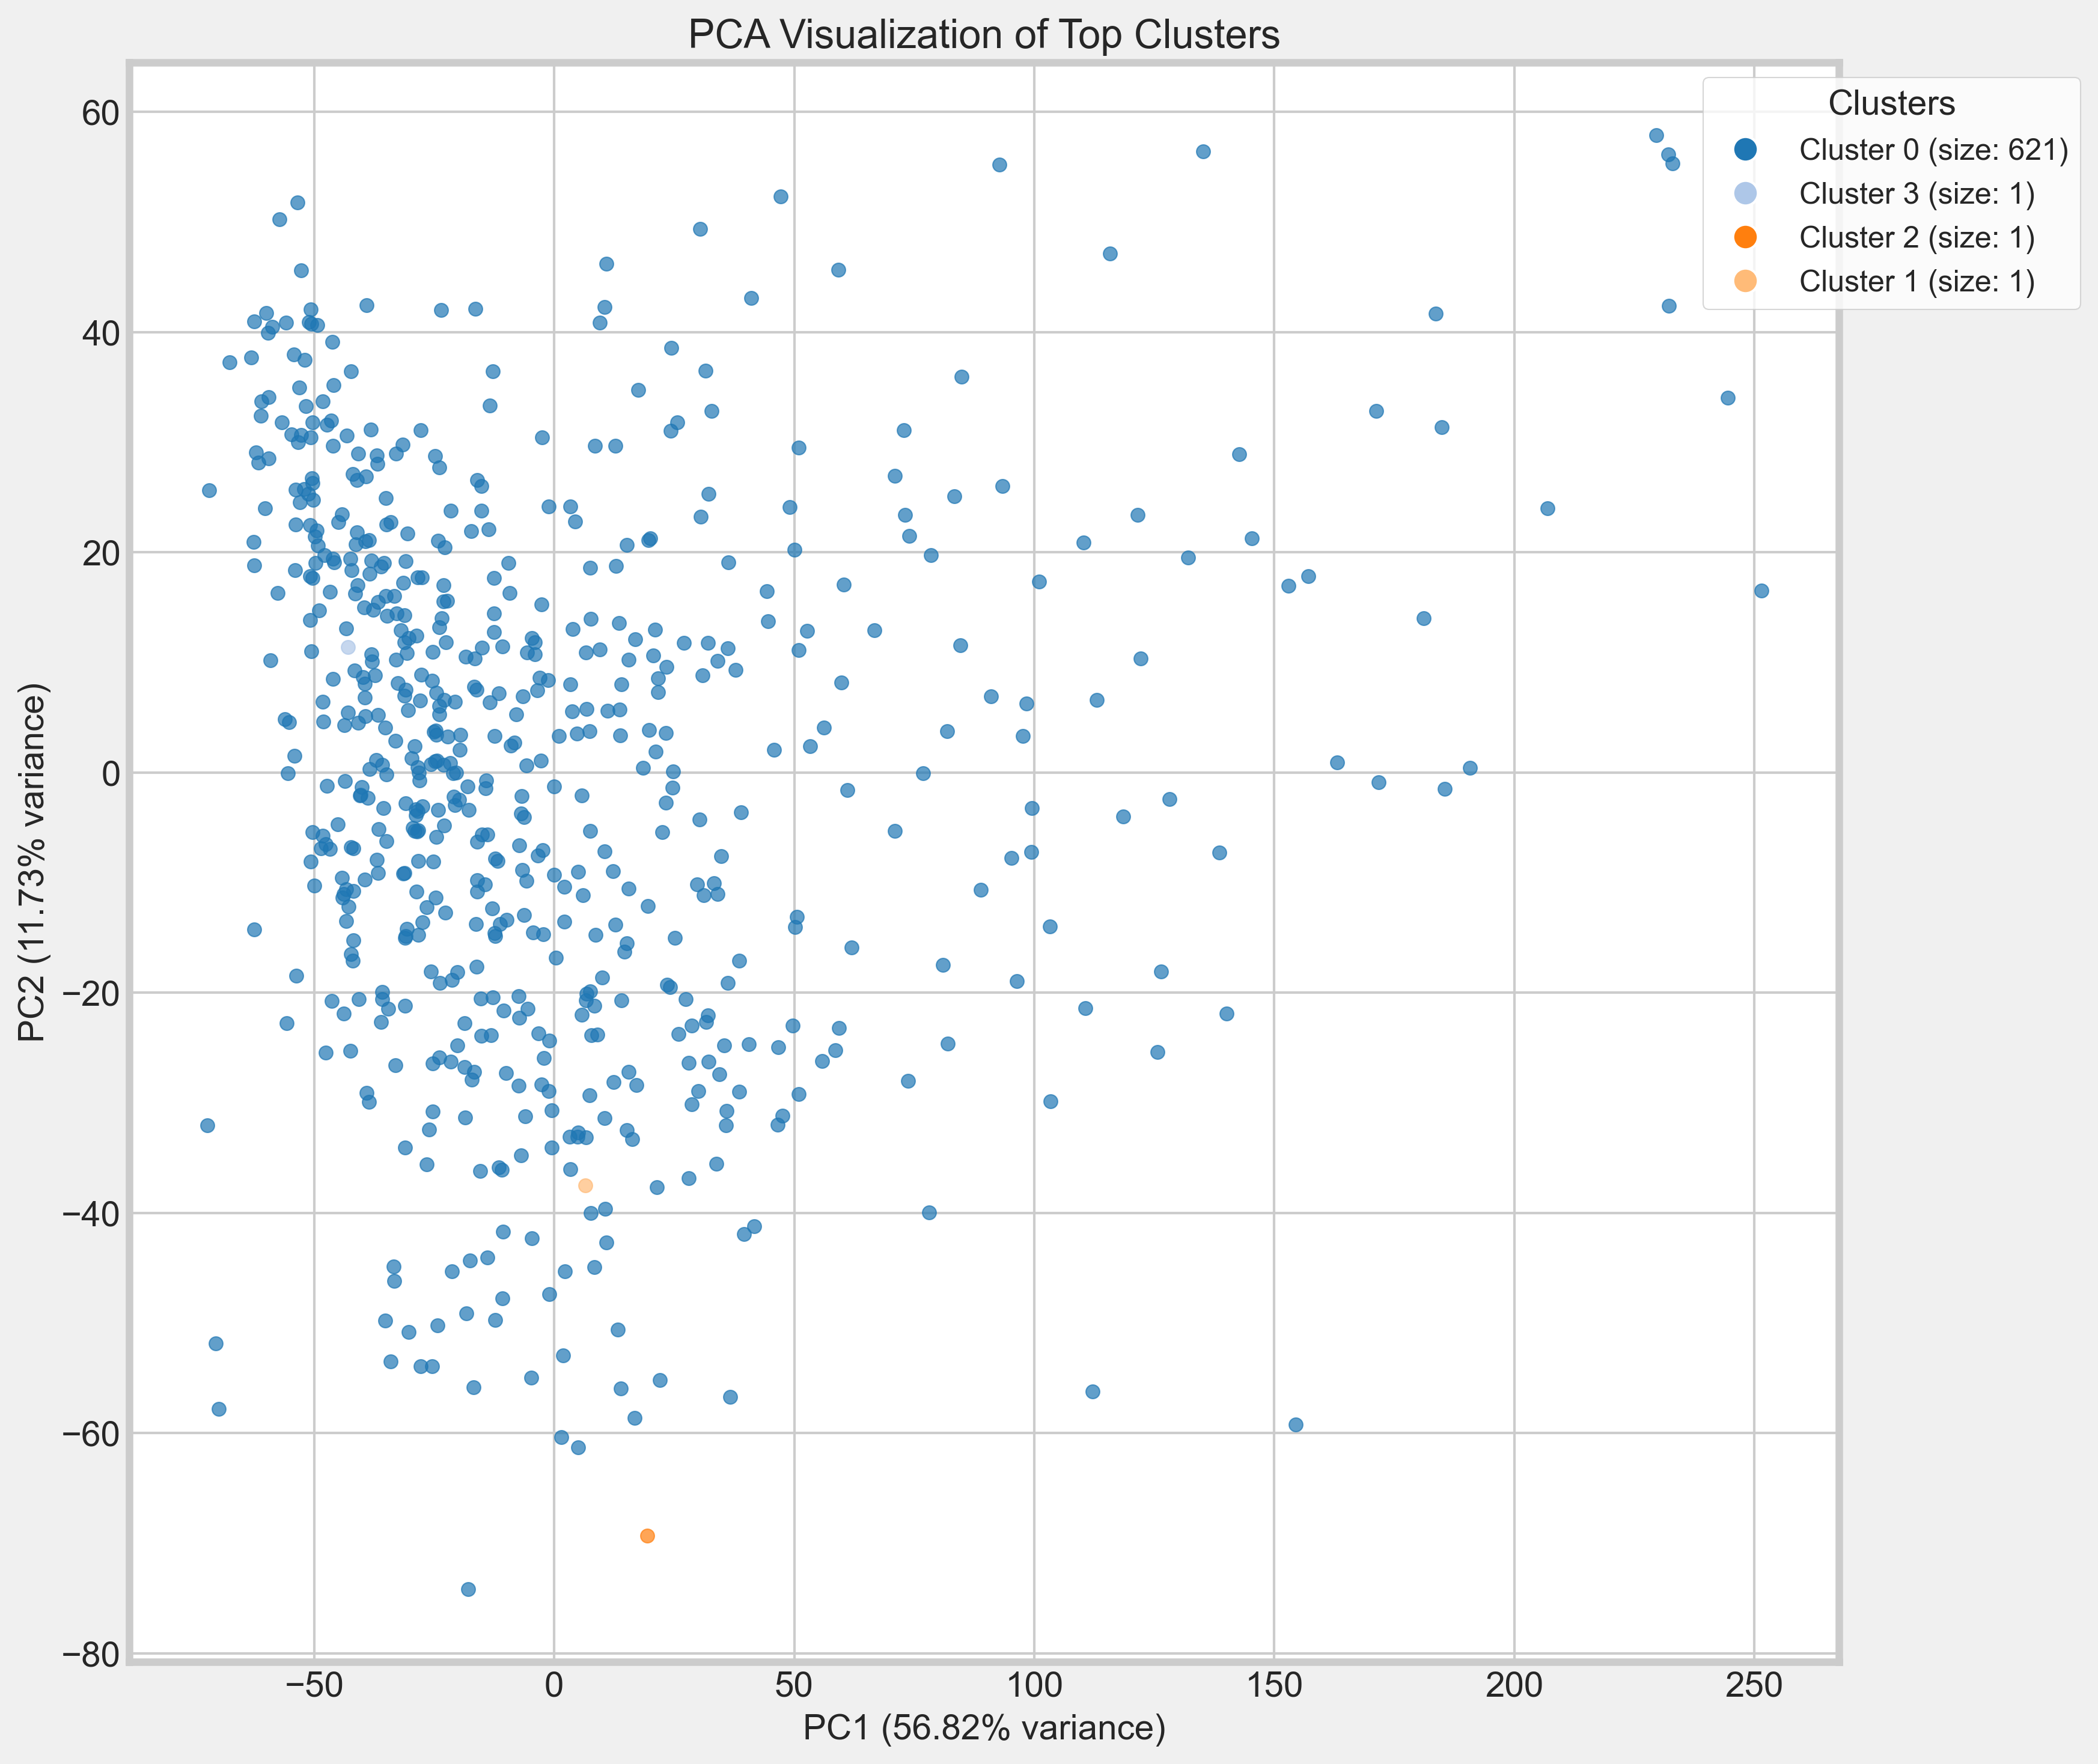 PCA Visualization of Top Clusters
Clusters
Cluster 0 (size: 621)
Cluster 3 (size: 1)
Cluster 2 (size: 1)
Cluster 1 (size: 1)
60
40
20
0
−20
−40
−60
−80
PC2 (11.73% variance)
−50 0 50 100 150 200 250
PC1 (56.82% variance)